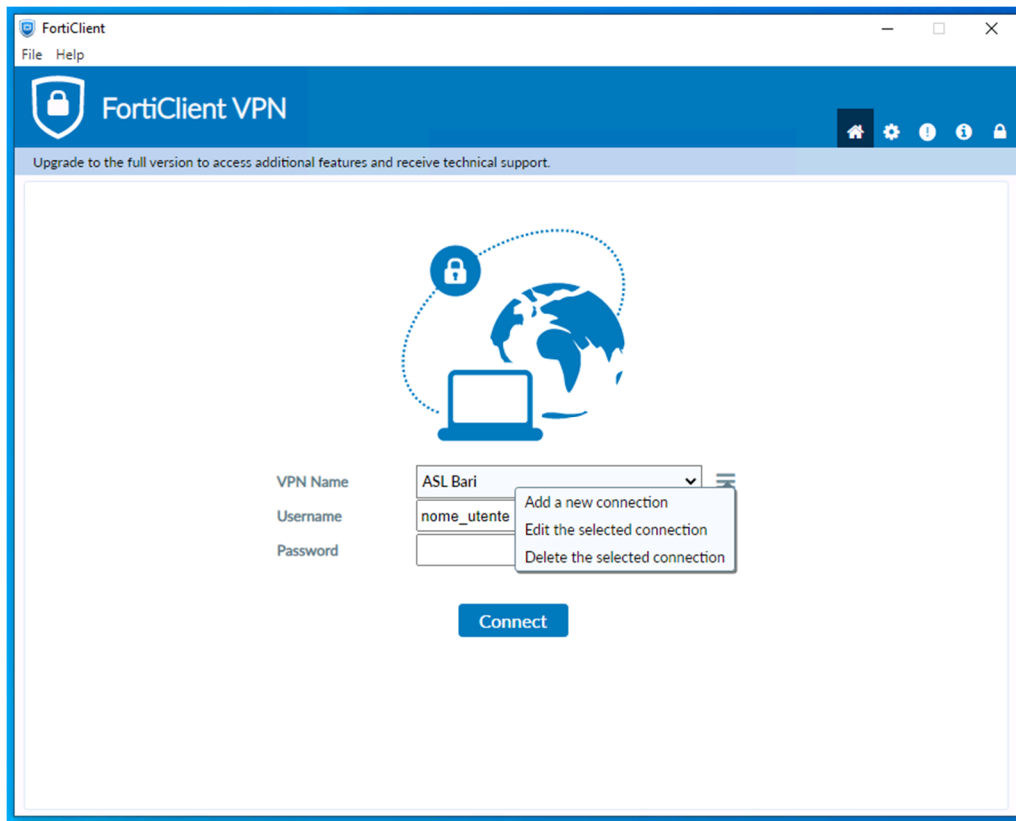 FortiClient
File Help
FortiClient VPN
Upgrade to the full version to access additional features and receive technical support.
VPN Name
ASL Bari
Add a new connection
Username
nome_utente
Edit the selected connection
Password
Delete the selected connection
Connect